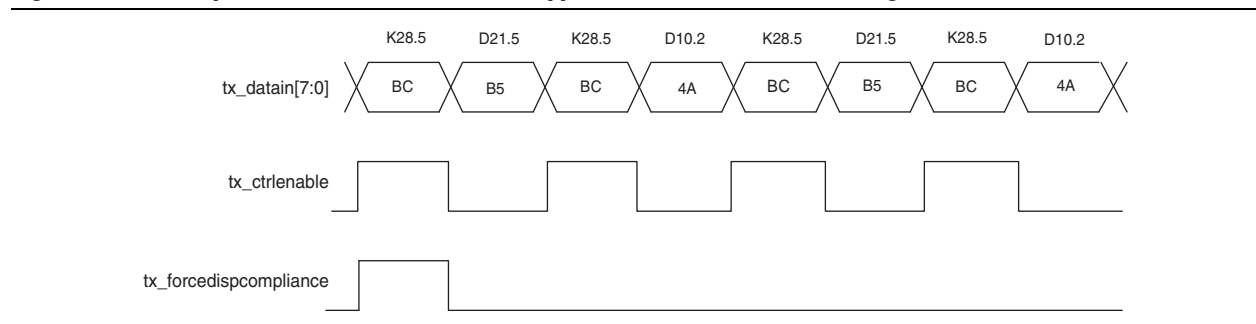 K28.5 D21.5 K28.5 D10.2 K28.5 D21.5 K28.5 D10.2
tx_datain[7:0] BC B5 BC 4A BC B5 BC 4A
tx_ctrlenable
tx_forcedispcompliance